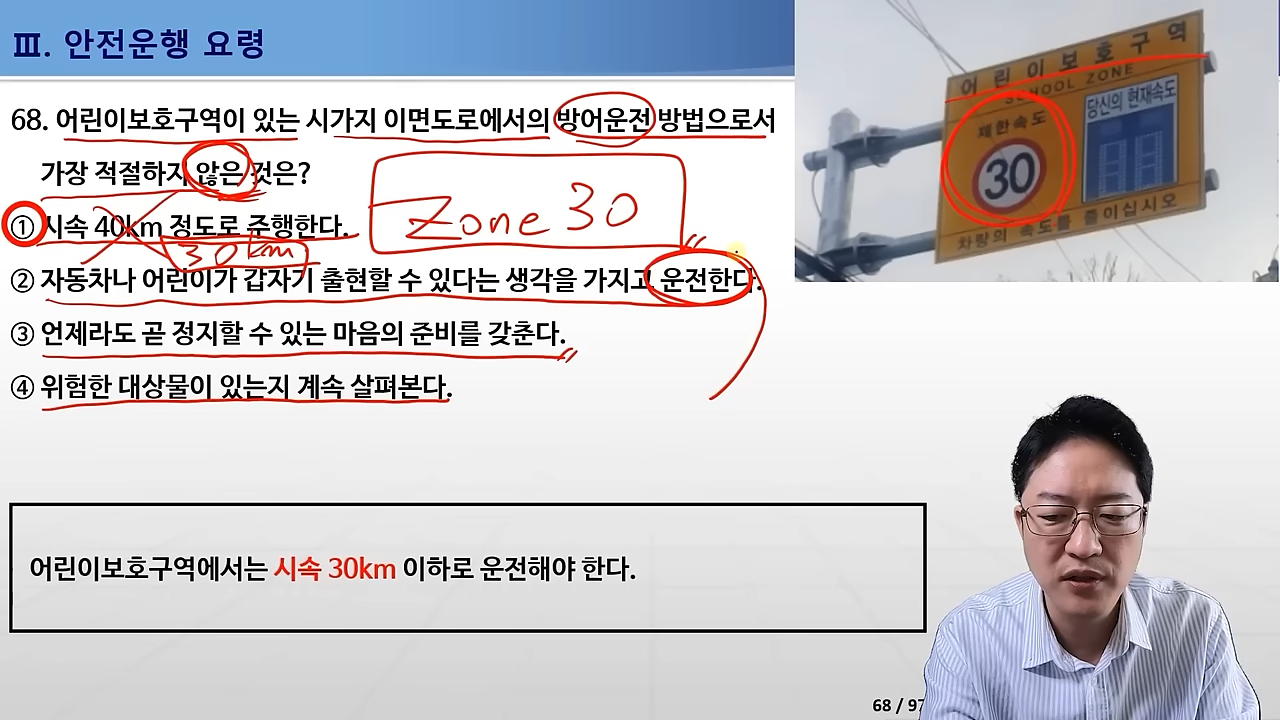 Ⅲ. 안전운행 요령
68. 어린이보호구역이 있는 시가지 이면도로에서의 방어운전 방법으로서
가장 적절하지 않은 것은?
① 시속 40km 정도로 주행한다.
30km
Zone 30
② 자동차나 어린이가 갑자기 출현할 수 있다는 생각을 가지고 운전한다.
③ 언제라도 곧 정지할 수 있는 마음의 준비를 갖춘다.
④ 위험한 대상물이 있는지 계속 살펴본다.
어린이보호구역
SCHOOL ZONE
제한속도
30
당신의 현재속도
차량의 속도를 줄이십시오
어린이보호구역에서는 시속 30km 이하로 운전해야 한다.
68 / 97